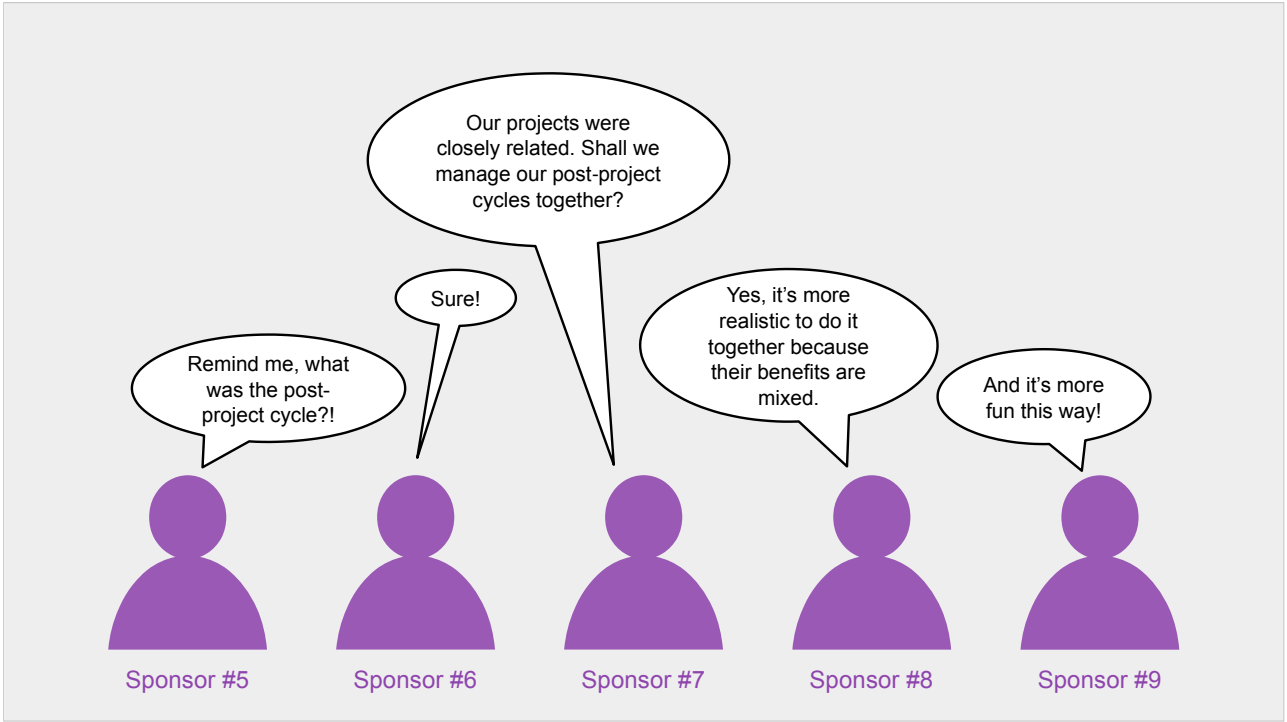 Our projects were
closely related. Shall we
manage our post-project
cycles together?
Sure!
Yes, it’s more
realistic to do it
together because
their benefits are
mixed.
Remind me, what
was the post-
project cycle?!
And it’s more
fun this way!
Sponsor #5
Sponsor #6
Sponsor #7
Sponsor #8
Sponsor #9